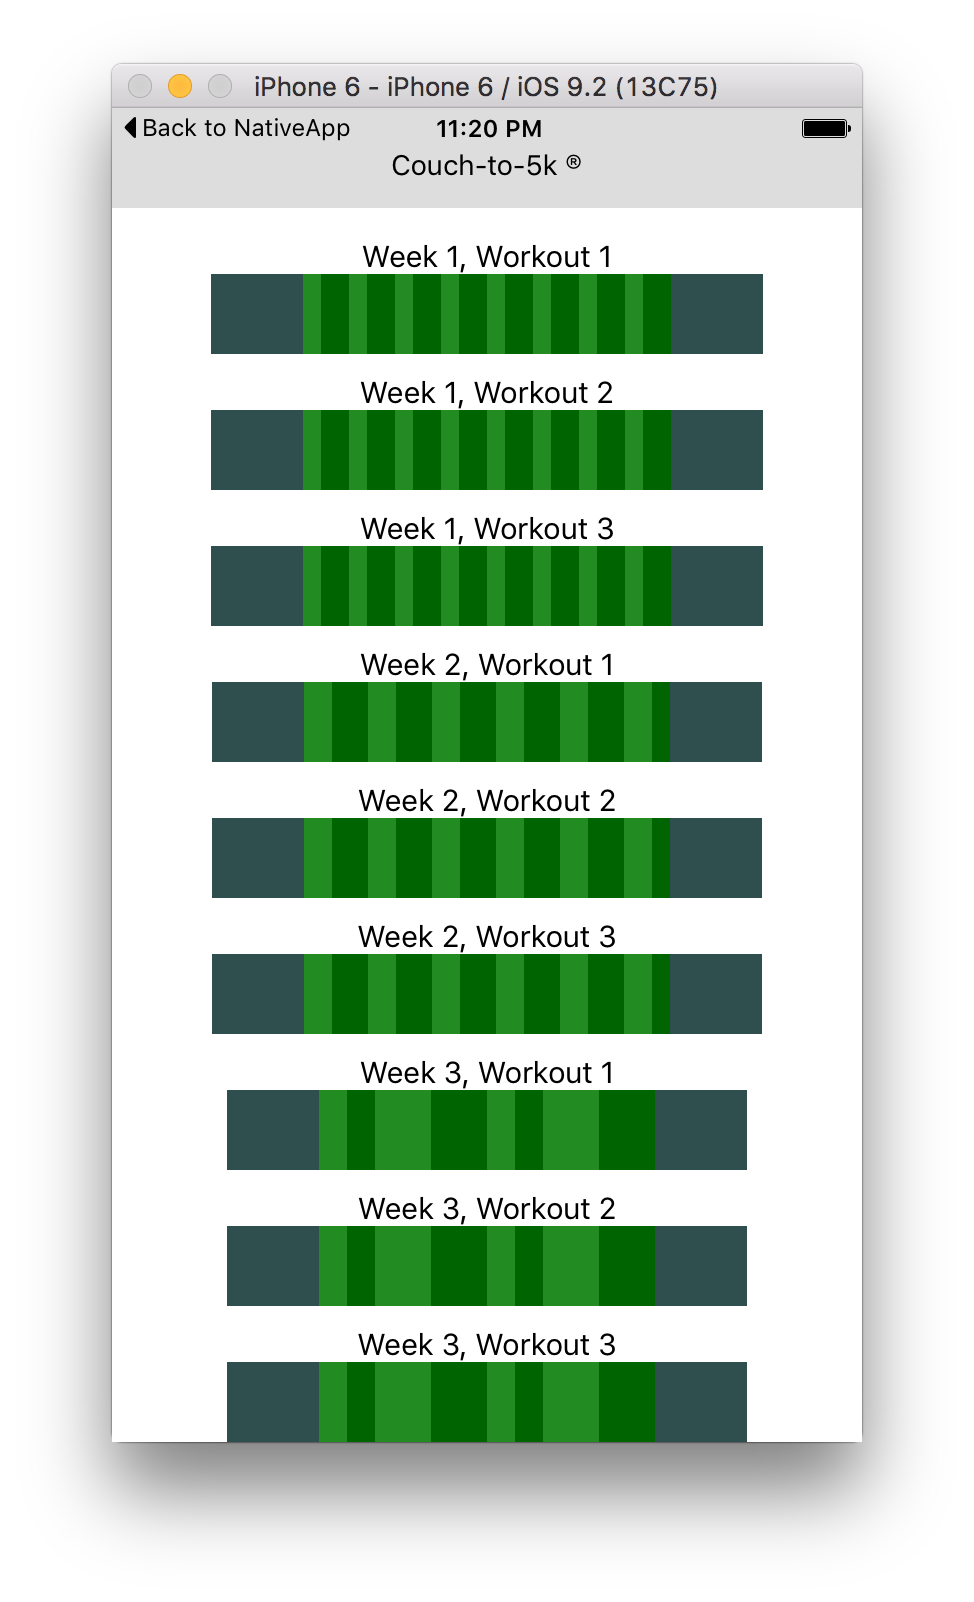 iPhone 6 - iPhone 6 / iOS 9.2 (13C75)
Back to NativeApp 11:20 PM
Couch-to-5k ®
Week 1, Workout 1
Week 1, Workout 2
Week 1, Workout 3
Week 2, Workout 1
Week 2, Workout 2
Week 2, Workout 3
Week 3, Workout 1
Week 3, Workout 2
Week 3, Workout 3